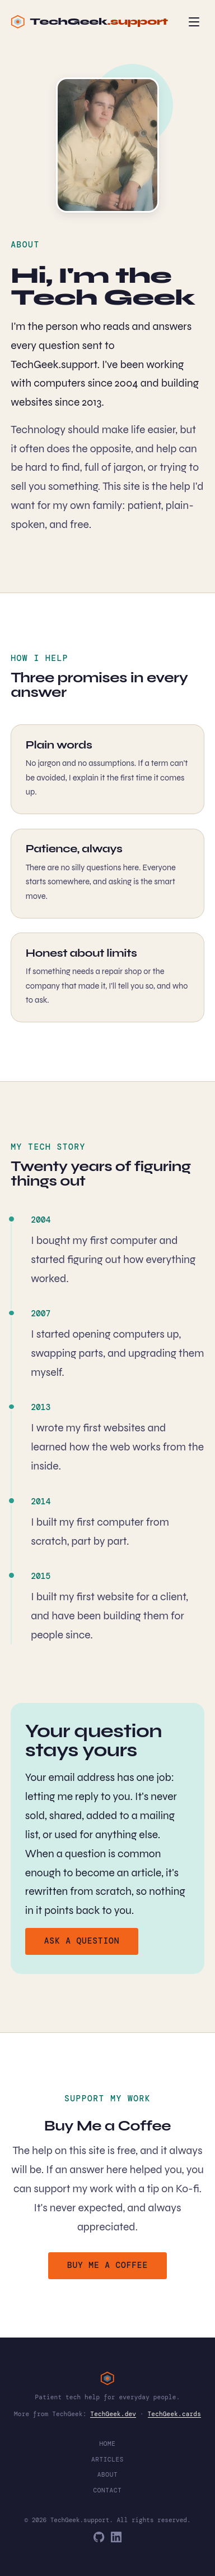 TechGeek.support
ABOUT
Hi, I'm the
Tech Geek
I'm the person who reads and answers
every question sent to
TechGeek.support. I've been working
with computers since 2004 and building
websites since 2013.
Technology should make life easier, but
it often does the opposite, and help can
be hard to find, full of jargon, or trying to
sell you something. This site is the help I'd
want for my own family: patient, plain-
spoken, and free.
HOW I HELP
Three promises in every
answer
Plain words
No jargon and no assumptions. If a term can't
be avoided, I explain it the first time it comes
up.
Patience, always
There are no silly questions here. Everyone
starts somewhere, and asking is the smart
move.
Honest about limits
If something needs a repair shop or the
company that made it, I'll tell you so, and who
to ask.
MY TECH STORY
Twenty years of figuring
things out
2004
I bought my first computer and
started figuring out how everything
worked.
2007
I started opening computers up,
swapping parts, and upgrading them
myself.
2013
I wrote my first websites and
learned how the web works from the
inside.
2014
I built my first computer from
scratch, part by part.
2015
I built my first website for a client,
and have been building them for
people since.
Your question
stays yours
Your email address has one job:
letting me reply to you. It's never
sold, shared, added to a mailing
list, or used for anything else.
When a question is common
enough to become an article, it's
rewritten from scratch, so nothing
in it points back to you.
ASK A QUESTION
SUPPORT MY WORK
Buy Me a Coffee
The help on this site is free, and it always
will be. If an answer here helped you, you
can support my work with a tip on Ko-fi.
It's never expected, and always
appreciated.
BUY ME A COFFEE
Patient tech help for everyday people.
More from TechGeek: TechGeek.dev · TechGeek.cards
HOME
ARTICLES
ABOUT
CONTACT
© 2026 TechGeek.support. All rights reserved.